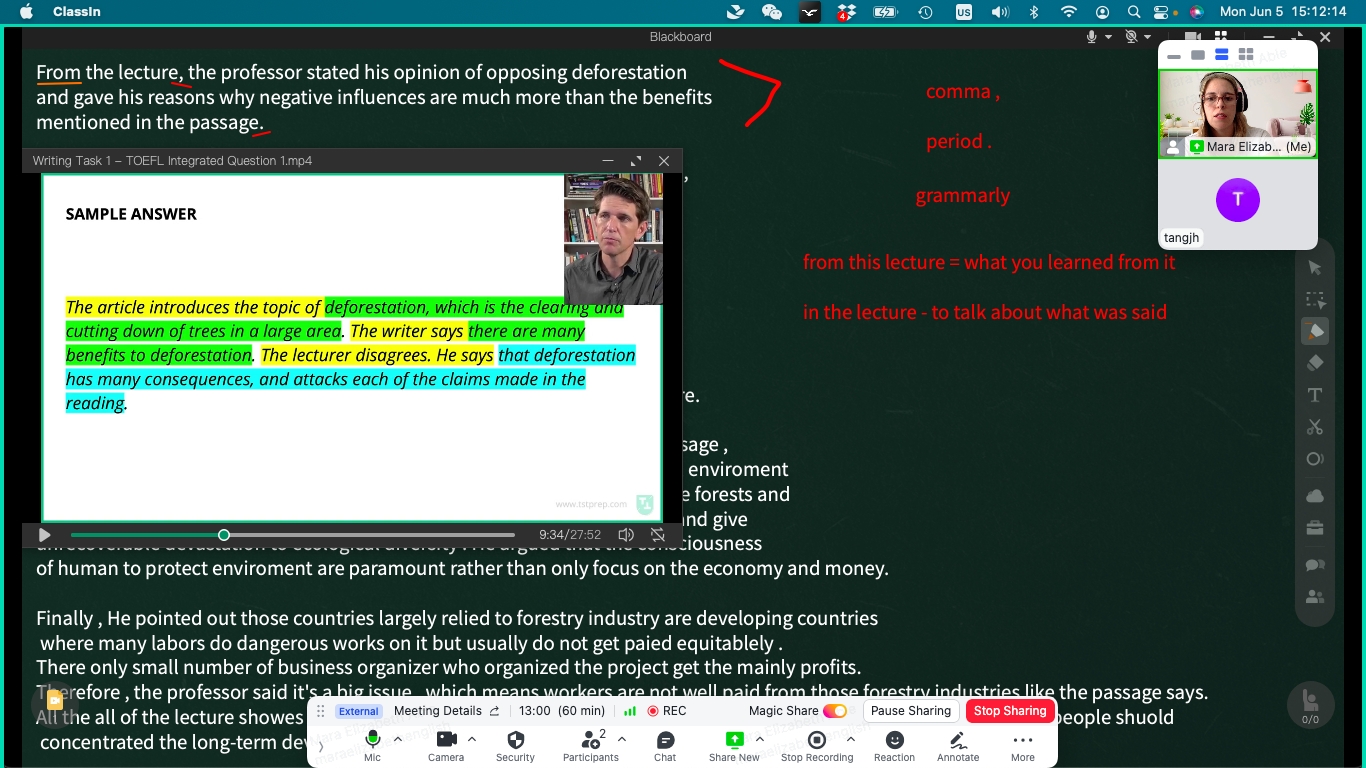 ClassIn
US
4
Mon Jun 5 15:12:14
Blackboard
From the lecture, the professor stated his opinion of opposing deforestation
and gave his reasons why negative influences are much more than the benefits
mentioned in the passage.
comma ,
period .
grammarly
from this lecture = what you learned from it
in the lecture - to talk about what was said
Mara Elizab... (Me)
T
tangjh
Writing Task 1 – TOEFL Integrated Question 1.mp4
SAMPLE ANSWER
The article introduces the topic of deforestation, which is the clearing and
cutting down of trees in a large area. The writer says there are many
benefits to deforestation. The lecturer disagrees. He says that deforestation
has many consequences, and attacks each of the claims made in the
reading.
www.tstprep.com
9:34/27:52
,
re.
sage ,
enviroment
e forests and
and give
unrecoverable devastation to ecological diversity . He argued that the consciousness
of human to protect enviroment are paramount rather than only focus on the economy and money.
Finally , He pointed out those countries largely relied to forestry industry are developing countries
where many labors do dangerous works on it but usually do not get paied equitablely .
There only small number of business organizer who organized the project get the mainly profits.
Therefore , the professor said it's a big issue , which means workers are not well paid from those forestry industries like the passage says.
All the all of the lecture showes
people shuold
concentrated the long-term dev
0/0
External
Meeting Details
13:00 (60 min)
REC
Magic Share
Pause Sharing
Stop Sharing
Mic
Camera
Security
Participants
2
Chat
Share New
Stop Recording
Reaction
Annotate
More